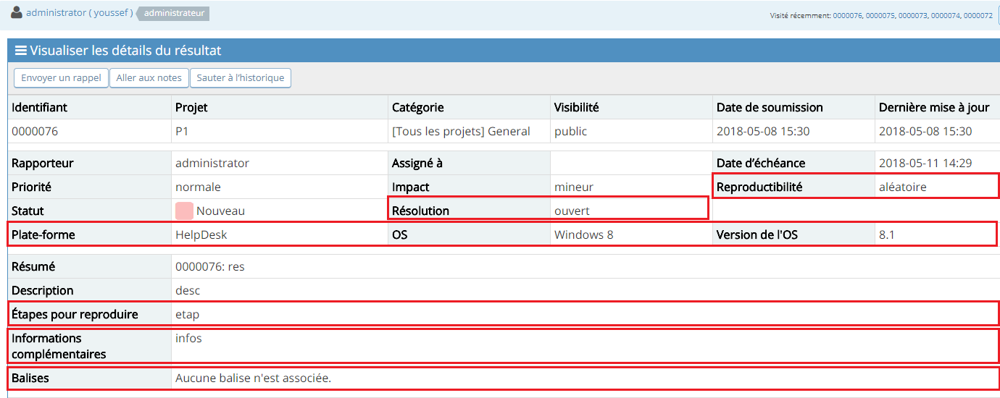 administrator ( youssef ) administrateur Visité récemment: 0000076, 0000075, 0000073, 0000074, 0000072
Visualiser les détails du résultat
Envoyer un rappel Aller aux notes Sauter à l’historique
Identifiant Projet Catégorie Visibilité Date de soumission Dernière mise à jour
0000076 P1 [Tous les projets] General public 2018-05-08 15:30 2018-05-08 15:30
Rapporteur administrator Assigné à Date d’échéance 2018-05-11 14:29
Priorité normale Impact mineur Reproductibilité aléatoire
Statut Nouveau Résolution ouvert
Plate-forme HelpDesk OS Windows 8 Version de l'OS 8.1
Résumé 0000076: res
Description desc
Étapes pour reproduire etap
Informations infos
complémentaires
Balises Aucune balise n'est associée.